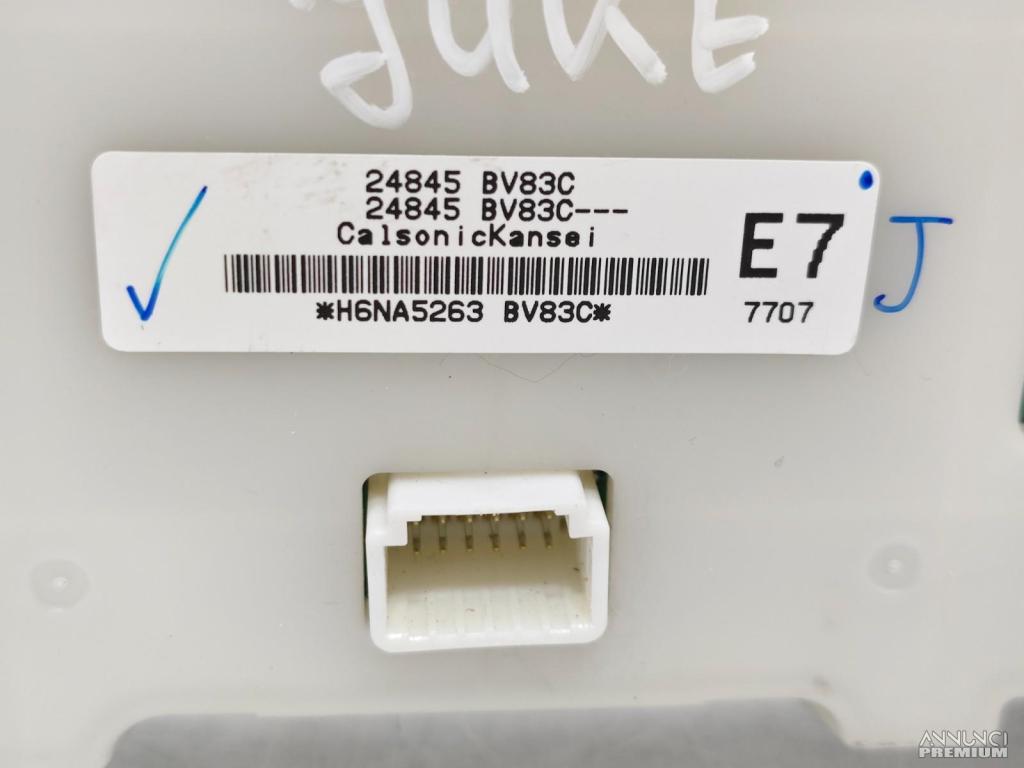 JUKE
24845 BV83C
24845 BV83C---
CalsonicKansei
*H6NA5263 BV83C*
E7
7707
J
ANNUNCI
PREMIUM